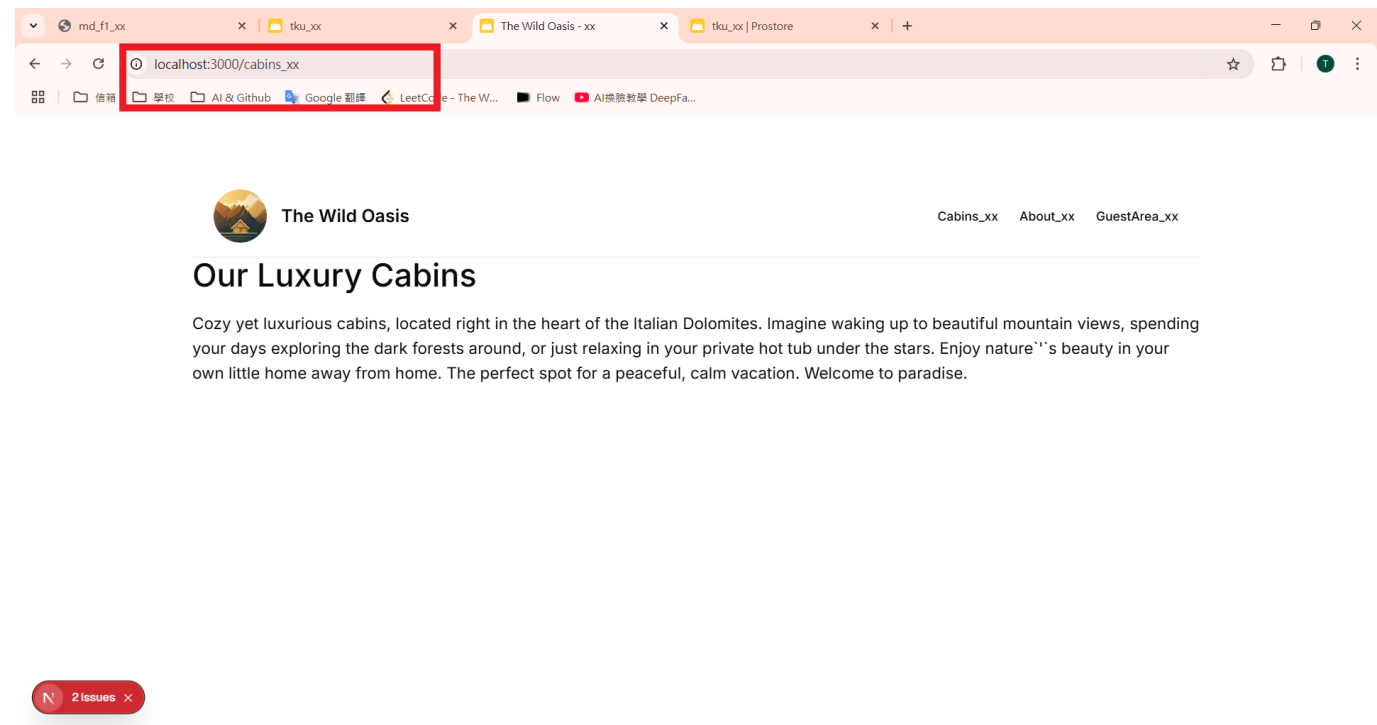 md_f1_xx
tku_xx
The Wild Oasis - xx
tku_xx | Prostore
localhost:3000/cabins_xx
信箱
學校
AI & Github
Google 翻譯
LeetCode - The W...
Flow
AI換臉教學 DeepFa...
T
The Wild Oasis
Cabins_xx
About_xx
GuestArea_xx
Our Luxury Cabins
Cozy yet luxurious cabins, located right in the heart of the Italian Dolomites. Imagine waking up to beautiful mountain views, spending
your days exploring the dark forests around, or just relaxing in your private hot tub under the stars. Enjoy nature`'`s beauty in your
own little home away from home. The perfect spot for a peaceful, calm vacation. Welcome to paradise.
N
2 Issues